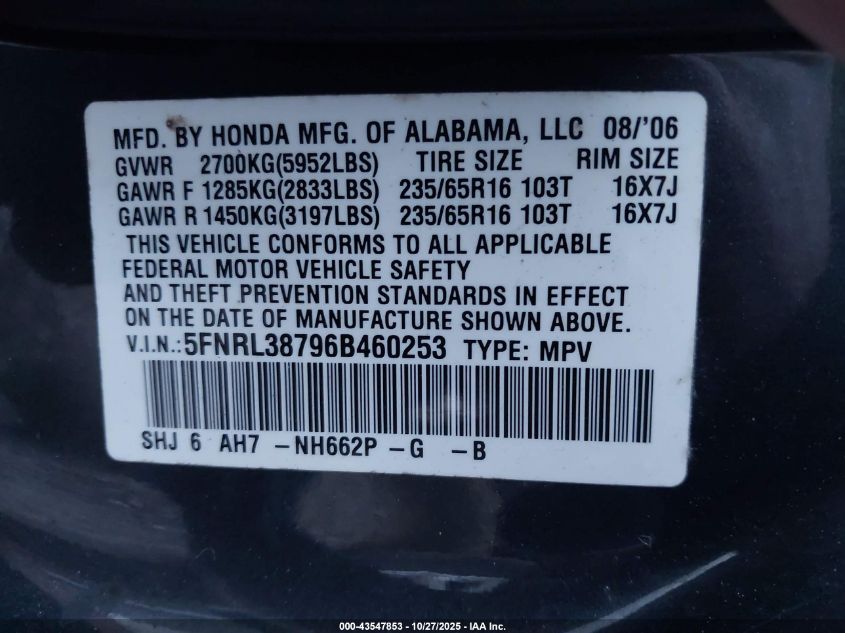 MFD. BY HONDA MFG. OF ALABAMA, LLC 08/'06
GVWR 2700KG(5952LBS) TIRE SIZE RIM SIZE
GAWR F 1285KG(2833LBS) 235/65R16 103T 16X7J
GAWR R 1450KG(3197LBS) 235/65R16 103T 16X7J
THIS VEHICLE CONFORMS TO ALL APPLICABLE
FEDERAL MOTOR VEHICLE SAFETY
AND THEFT PREVENTION STANDARDS IN EFFECT
ON THE DATE OF MANUFACTURE SHOWN ABOVE.
V.I.N.:5FNRL38796B460253 TYPE: MPV
SHJ 6 AH7 -NH662P -G -B
000-43547853 - 10/27/2025 - IAA Inc.